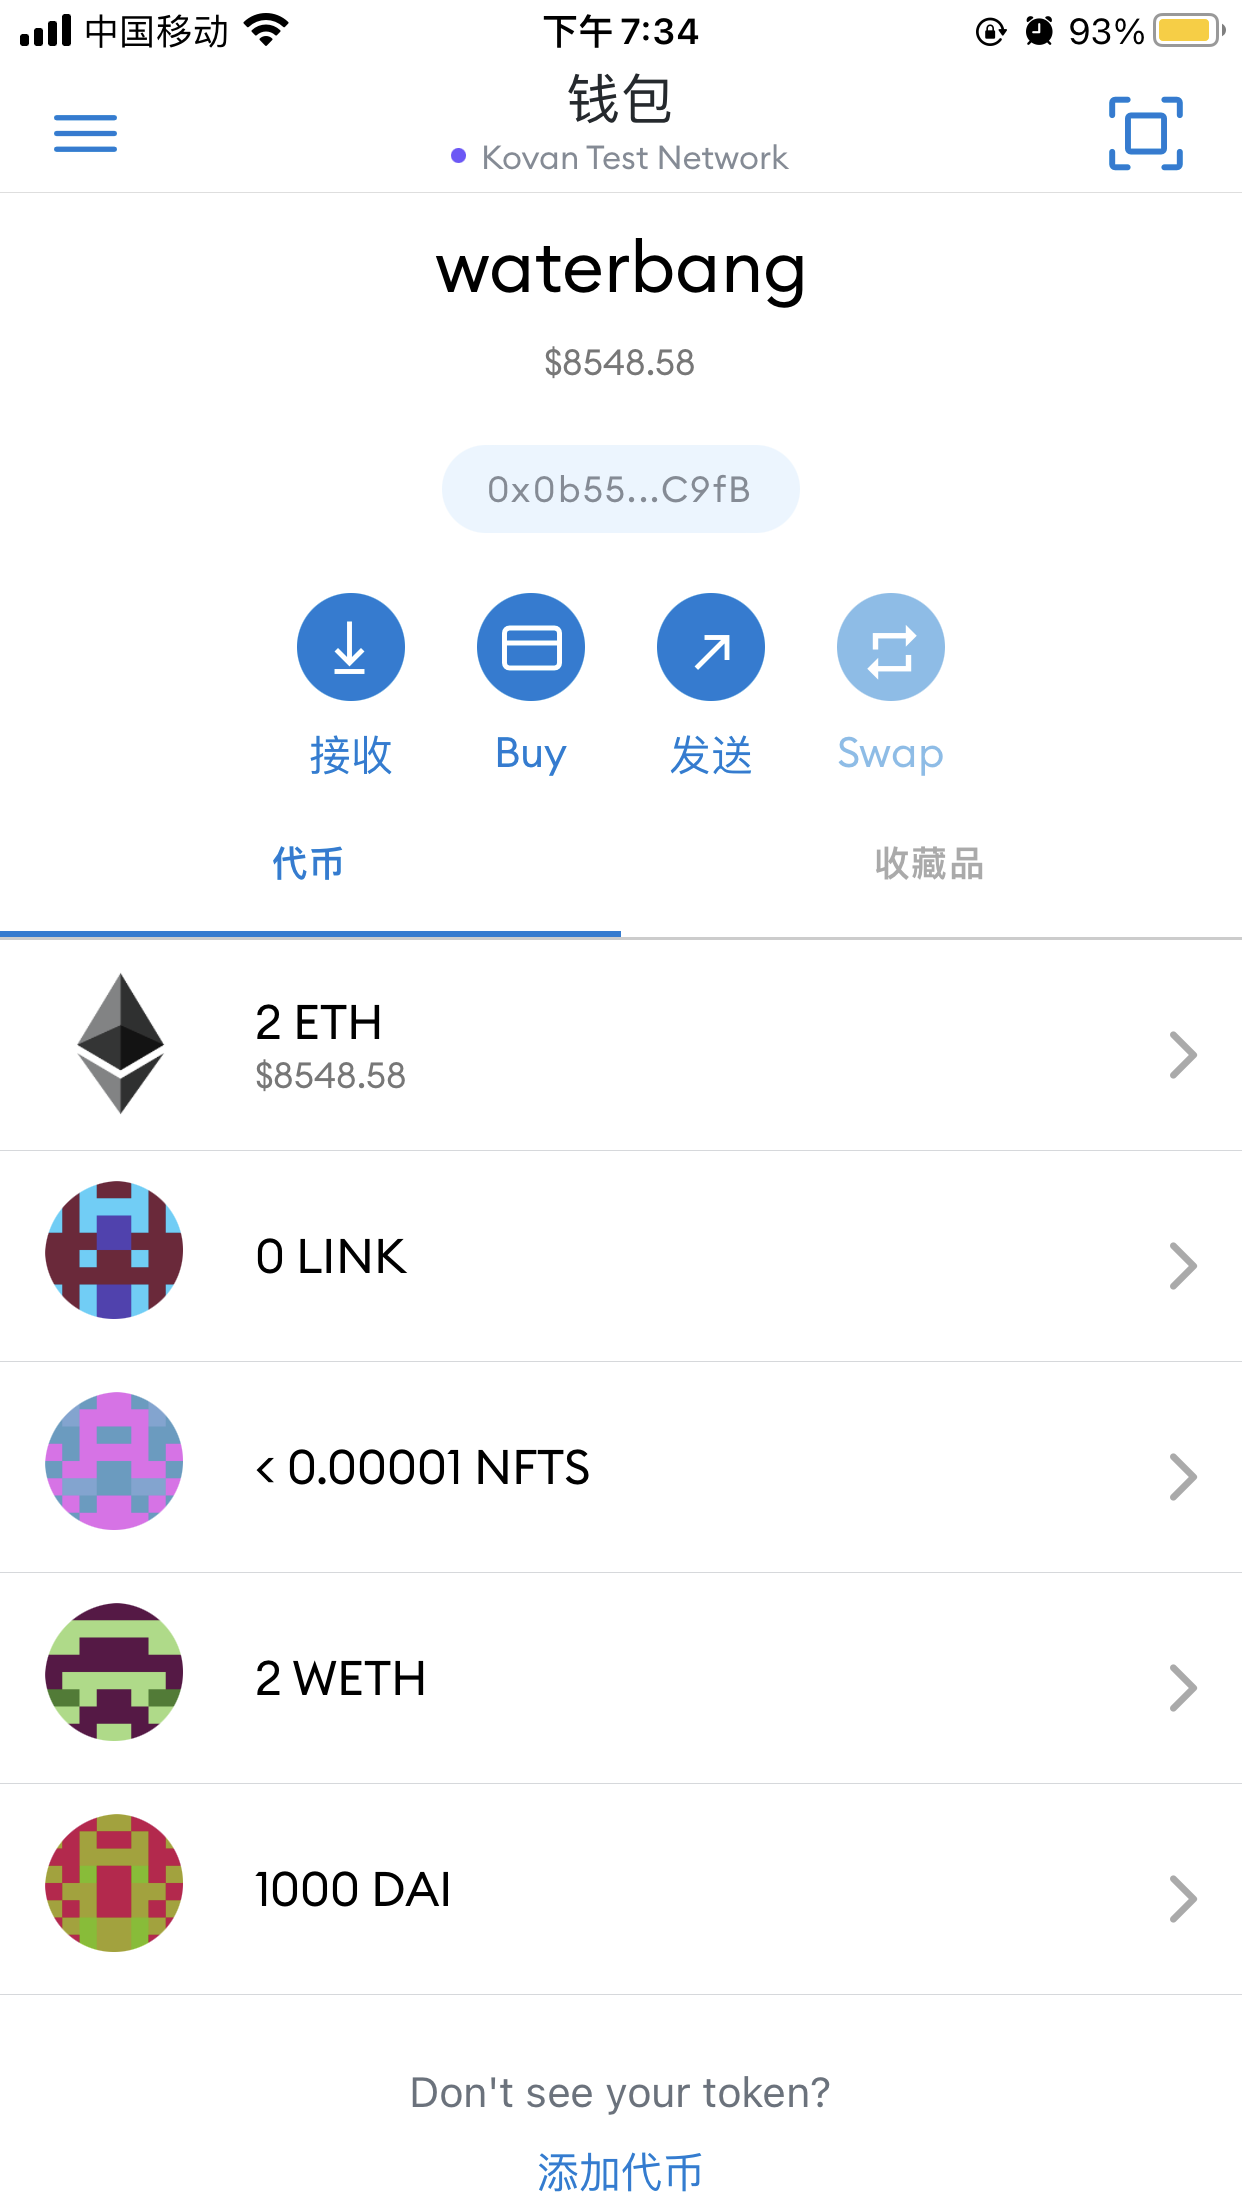 中国移动 下午 7:34 93%
钱包
Kovan Test Network
waterbang
$8548.58
0x0b55...C9fB
接收 Buy 发送 Swap
代币 收藏品
2 ETH
$8548.58
0 LINK
< 0.00001 NFTS
2 WETH
1000 DAI
Don't see your token?
添加代币